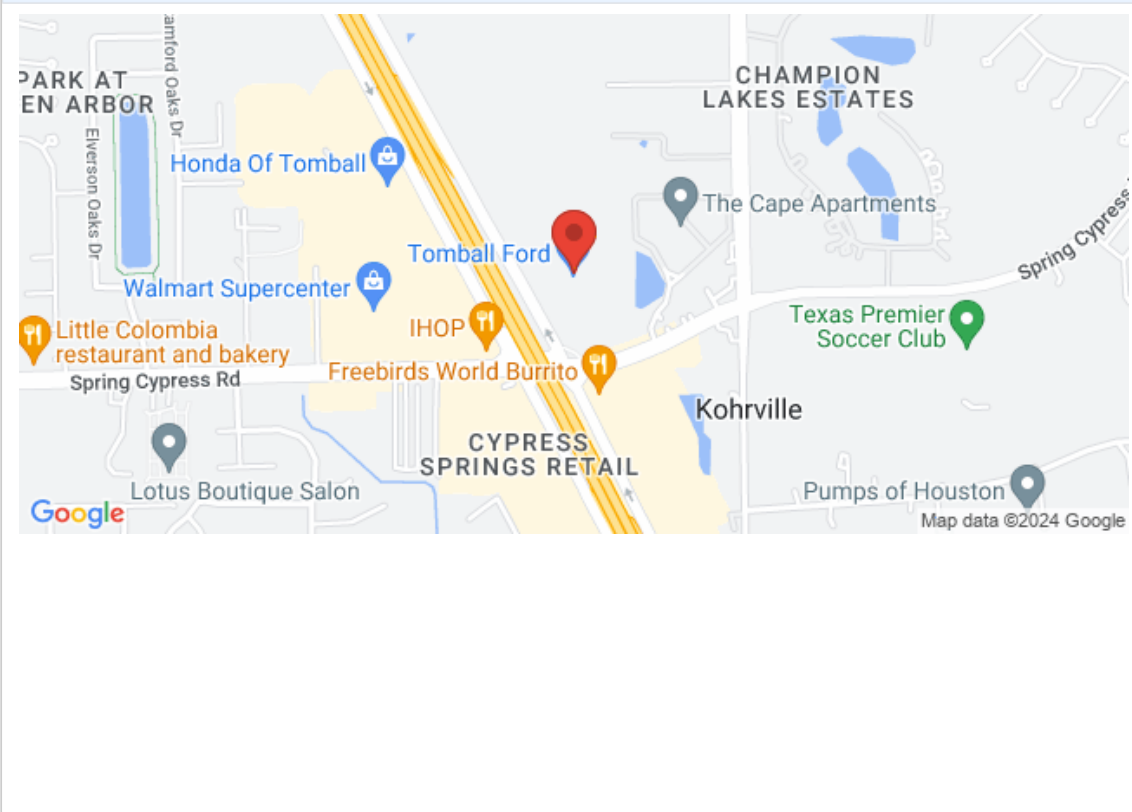 amford Oaks Dr
PARK AT
EN ARBOR
Elverson Oaks Dr
CHAMPION
LAKES ESTATES
Honda Of Tomball
The Cape Apartments
Tomball Ford
Spring Cypress
Walmart Supercenter
Texas Premier
Soccer Club
IHOP
Little Colombia
restaurant and bakery
Freebirds World Burrito
Spring Cypress Rd
Kohrville
CYPRESS
SPRINGS RETAIL
Lotus Boutique Salon
Pumps of Houston
Google
Map data ©2024 Google